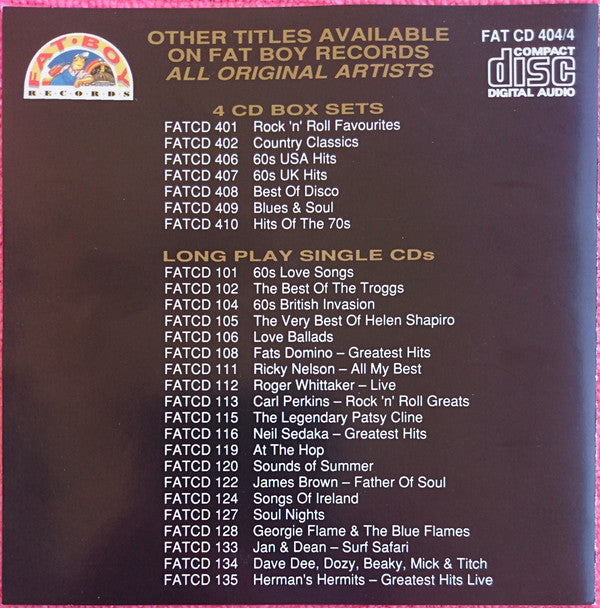 FAT·BOY
RECORDS
OTHER TITLES AVAILABLE
ON FAT BOY RECORDS
ALL ORIGINAL ARTISTS
FAT CD 404/4
COMPACT
disc
DIGITAL AUDIO
4 CD BOX SETS
FATCD 401 Rock 'n' Roll Favourites
FATCD 402 Country Classics
FATCD 406 60s USA Hits
FATCD 407 60s UK Hits
FATCD 408 Best Of Disco
FATCD 409 Blues & Soul
FATCD 410 Hits Of The 70s
LONG PLAY SINGLE CDs
FATCD 101 60s Love Songs
FATCD 102 The Best Of The Troggs
FATCD 104 60s British Invasion
FATCD 105 The Very Best Of Helen Shapiro
FATCD 106 Love Ballads
FATCD 108 Fats Domino – Greatest Hits
FATCD 111 Ricky Nelson – All My Best
FATCD 112 Roger Whittaker – Live
FATCD 113 Carl Perkins – Rock 'n' Roll Greats
FATCD 115 The Legendary Patsy Cline
FATCD 116 Neil Sedaka – Greatest Hits
FATCD 119 At The Hop
FATCD 120 Sounds of Summer
FATCD 122 James Brown – Father Of Soul
FATCD 124 Songs Of Ireland
FATCD 127 Soul Nights
FATCD 128 Georgie Flame & The Blue Flames
FATCD 133 Jan & Dean – Surf Safari
FATCD 134 Dave Dee, Dozy, Beaky, Mick & Titch
FATCD 135 Herman's Hermits – Greatest Hits Live